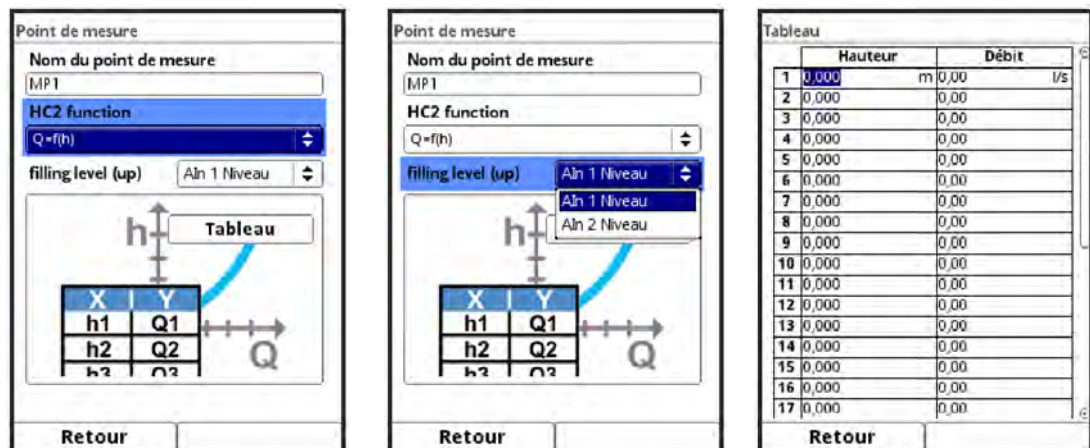 Point de mesure
Nom du point de mesure
MP1
HC2 function
Q=f(h)
filling level (up) AIn 1 Niveau
h
Tableau
X Y
h1 Q1
h2 Q2
h3 Q3
Q
Retour
Point de mesure
Nom du point de mesure
MP1
HC2 function
Q=f(h)
filling level (up) AIn 1 Niveau
AIn 1 Niveau
AIn 2 Niveau
h
X Y
h1 Q1
h2 Q2
h3 Q3
Q
Retour
Tableau
Hauteur Débit
1 0,000 m 0,00 l/s
2 0,000 0,00
3 0,000 0,00
4 0,000 0,00
5 0,000 0,00
6 0,000 0,00
7 0,000 0,00
8 0,000 0,00
9 0,000 0,00
10 0,000 0,00
11 0,000 0,00
12 0,000 0,00
13 0,000 0,00
14 0,000 0,00
15 0,000 0,00
16 0,000 0,00
17 0,000 0,00
Retour